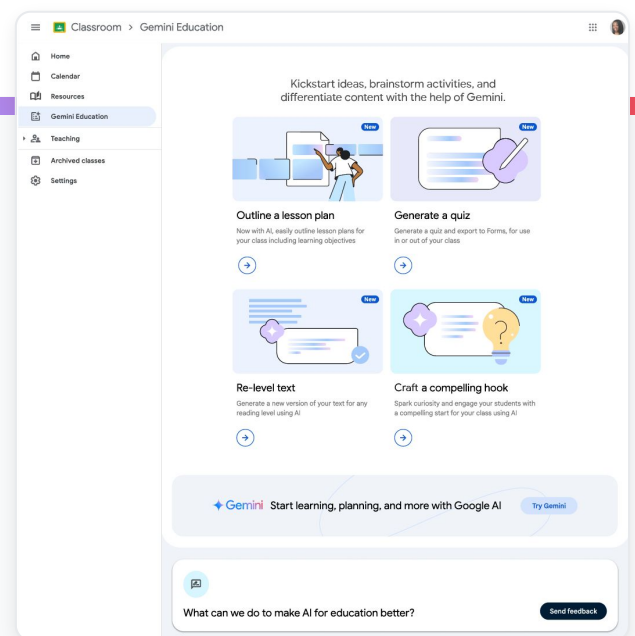 Classroom > Gemini Education
Home
Calendar
Resources
Gemini Education
Teaching
Archived classes
Settings
Kickstart ideas, brainstorm activities, and
differentiate content with the help of Gemini.
New
Outline a lesson plan
Now with AI, easily outline lesson plans for
your class including learning objectives
New
Generate a quiz
Generate a quiz and export to Forms, for use
in or out of your class
New
Re-level text
Generate a new version of your text for any
reading level using AI
New
?
Craft a compelling hook
Spark curiosity and engage your students with
a compelling start for your class using AI
Gemini Start learning, planning, and more with Google AI Try Gemini
What can we do to make AI for education better? Send feedback